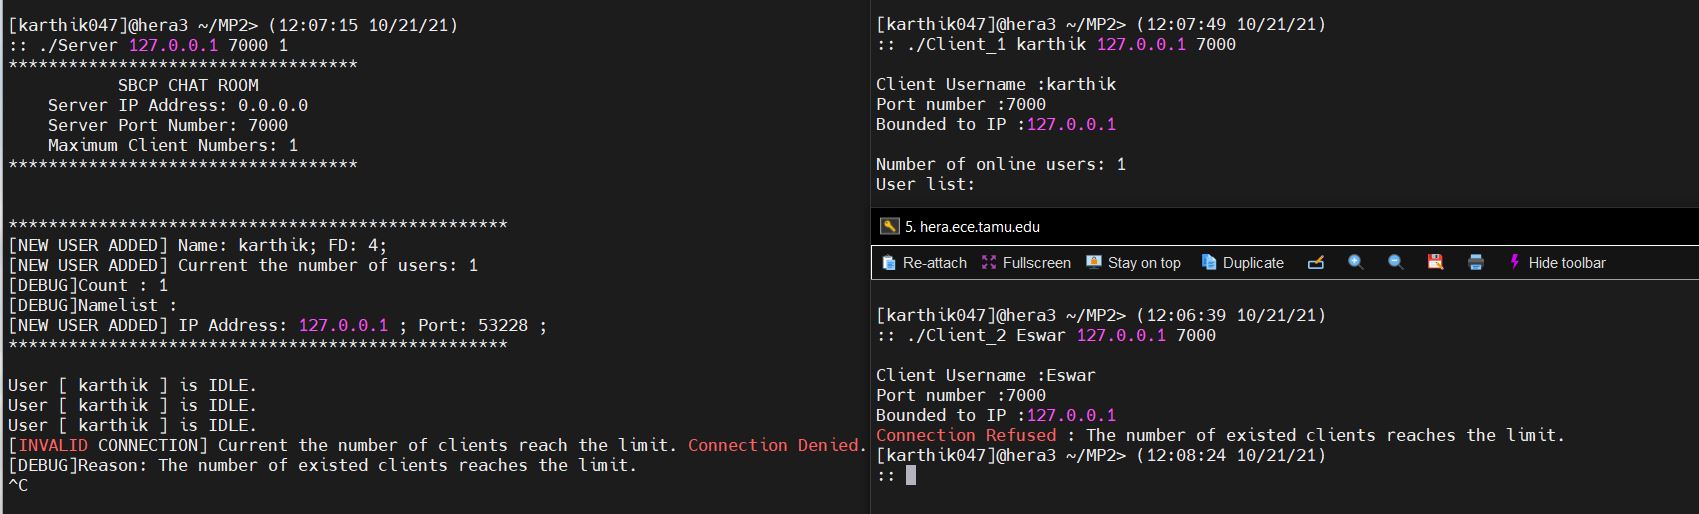 [karthik047]@hera3 ~/MP2> (12:07:15 10/21/21)
:: ./Server 127.0.0.1 7000 1
***********************************
SBCP CHAT ROOM
Server IP Address: 0.0.0.0
Server Port Number: 7000
Maximum Client Numbers: 1
***********************************
**************************************************
[NEW USER ADDED] Name: karthik; FD: 4;
[NEW USER ADDED] Current the number of users: 1
[DEBUG]Count : 1
[DEBUG]Namelist :
[NEW USER ADDED] IP Address: 127.0.0.1 ; Port: 53228 ;
**************************************************
User [ karthik ] is IDLE.
User [ karthik ] is IDLE.
User [ karthik ] is IDLE.
[INVALID CONNECTION] Current the number of clients reach the limit. Connection Denied.
[DEBUG]Reason: The number of existed clients reaches the limit.
^C
[karthik047]@hera3 ~/MP2> (12:07:49 10/21/21)
:: ./Client_1 karthik 127.0.0.1 7000
Client Username :karthik
Port number :7000
Bounded to IP :127.0.0.1
Number of online users: 1
User list:
5. hera.ece.tamu.edu
Re-attach Fullscreen Stay on top Duplicate Hide toolbar
[karthik047]@hera3 ~/MP2> (12:06:39 10/21/21)
:: ./Client_2 Eswar 127.0.0.1 7000
Client Username :Eswar
Port number :7000
Bounded to IP :127.0.0.1
Connection Refused : The number of existed clients reaches the limit.
[karthik047]@hera3 ~/MP2> (12:08:24 10/21/21)
::